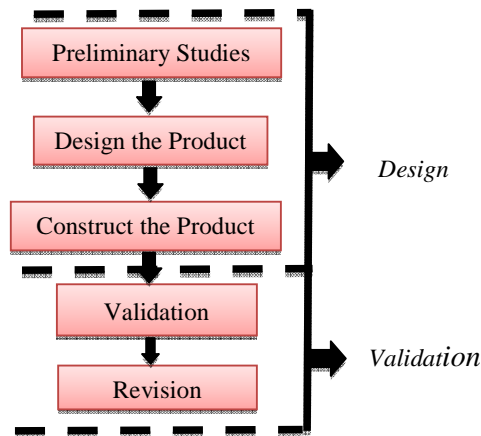 Preliminary Studies
Design the Product
Design
Construct the Product
Validation
Validation
Revision